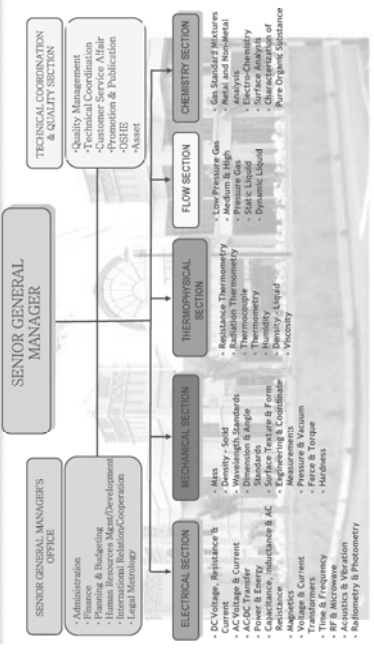 SENIOR GENERAL
MANAGER
SENIOR GENERAL MANAGER'S
OFFICE
• Administration
• Finance
• Planning & Budgeting
• Human Resources Mgmt/Development
• International Relation/Cooperation
• Legal Metrology
TECHNICAL COORDINATION
& QUALITY SECTION
• Quality Management
• Technical Coordination
• Customer Service Affair
• Promotion & Publication
• OSHE
• Asset
ELECTRICAL SECTION
• DC Voltage, Resistance &
Current
• AC Voltage & Current
• AC-DC Transfer
• Power & Energy
• Capacitance, Inductance & AC
Resistance
• Magnetics
• Voltage & Current
Transformers
• Time & Frequency
• RF & Microwave
• Acoustics & Vibration
• Radiometry & Photometry
MECHANICAL SECTION
• Mass
• Density - Solid
• Wavelength Standards
• Dimension & Angle
Standards
• Surface Texture & Form
• Engineering & Coordinate
Measurements
• Pressure & Vacuum
• Force & Torque
• Hardness
THERMOPHYSICAL
SECTION
• Resistance Thermometry
• Radiation Thermometry
• Thermocouple
• Thermometry
• Humidity
• Density - Liquid
• Viscosity
FLOW SECTION
• Low Pressure Gas
• Medium & High
• Pressure Gas
• Static Liquid
• Dynamic Liquid
CHEMISTRY SECTION
• Gas Standard Mixtures
• Metal and Non-Metal
Analysis
• Electro-Chemistry
• Surface Analysis
• Characterization of
Pure Organic Substance